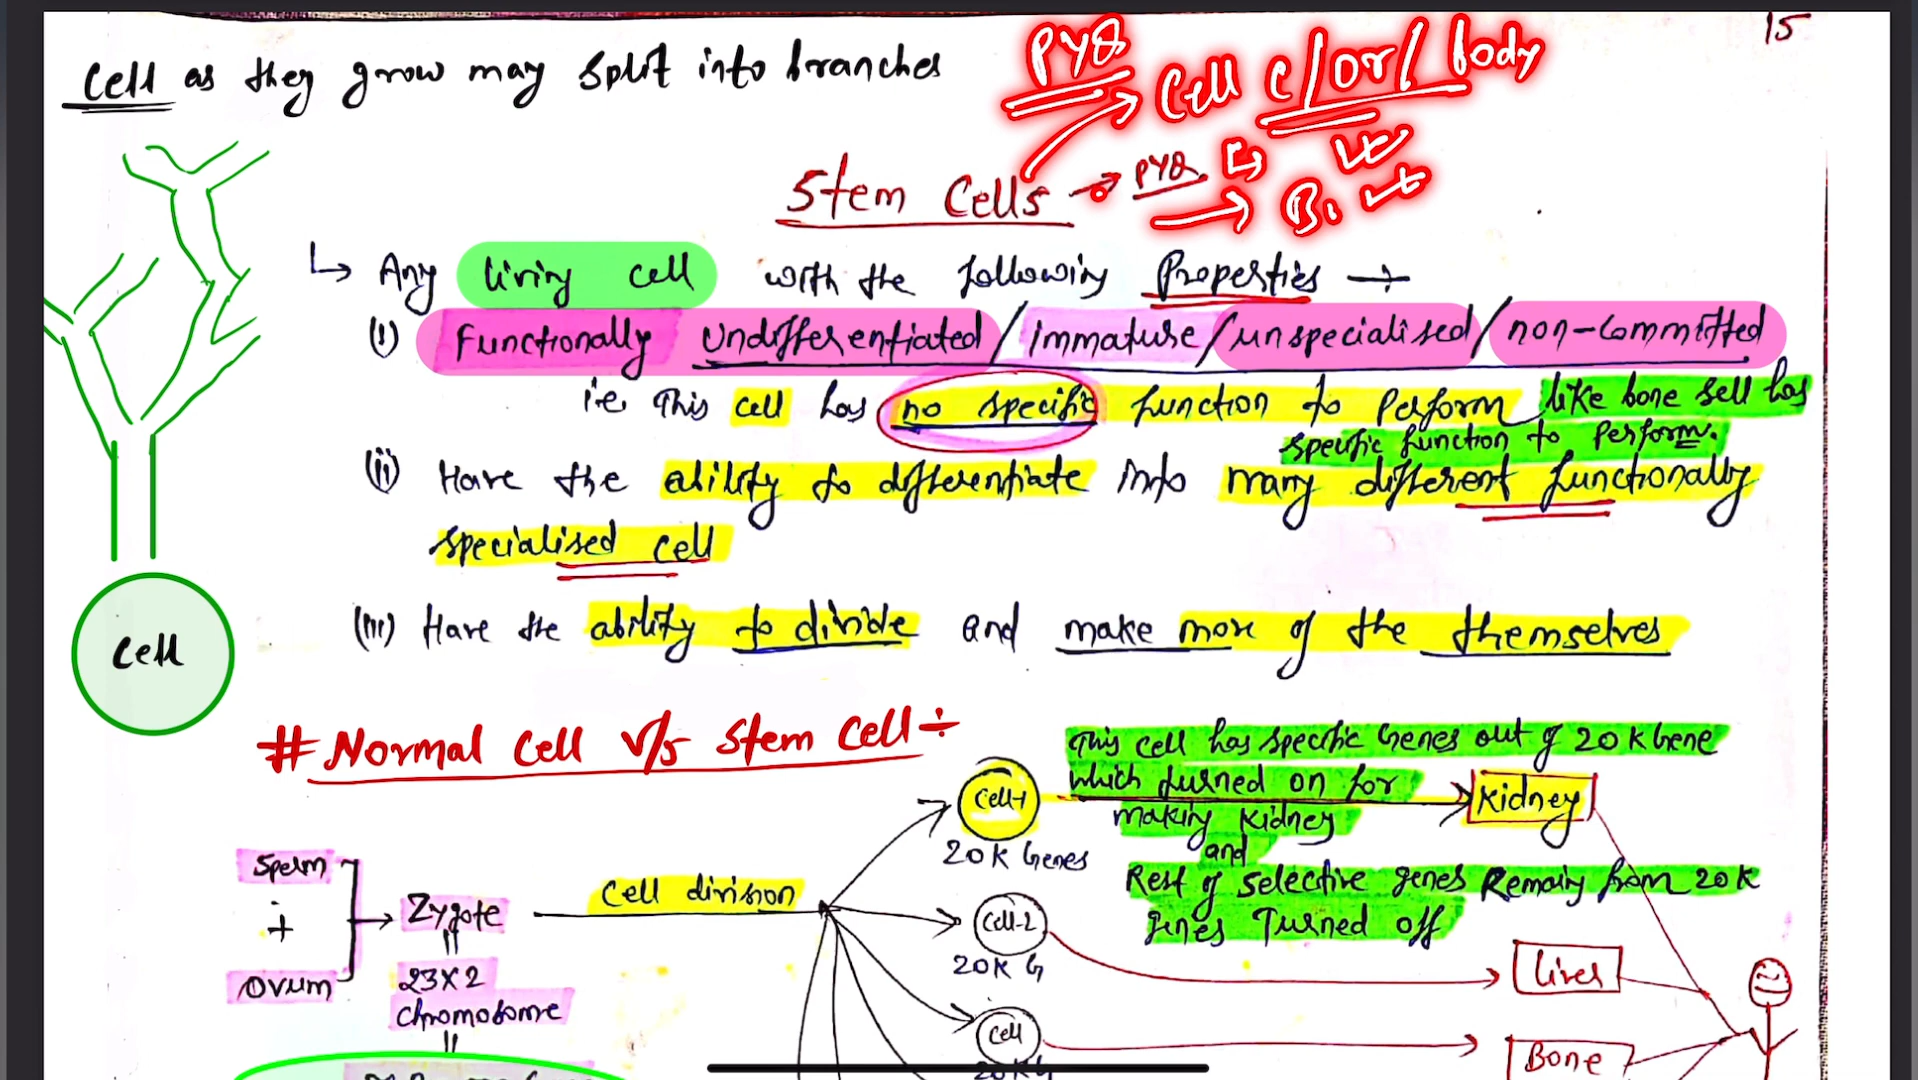 15
Cell as they grow may split into branches
PYQ
Cell C/or/body
Stem Cells → PYQ
B.
Cell
↳ Any living cell with the following Properties →
(i) Functionally Undifferentiated/immature/unspecialised/non-committed
i.e. This cell has no specific function to perform like bone sell has
specific function to perform.
(ii) Have the ability to differentiate into many different functionally
specialised cell
(iii) Have the ability to divide and make more of the themselves
# Normal Cell v/s Stem Cell ÷
This cell has specific Genes out of 20K Gene
which turned on for
making Kidney
and
Rest of selective genes Remaing from 20K
genes Turned off
Cell-1
20K Genes
Kidney
Sperm
+
Ovum
→ Zygote
23×2
Chromosome
Cell division
Cell-2
20K G
Liver
Cell
20K G
Bone